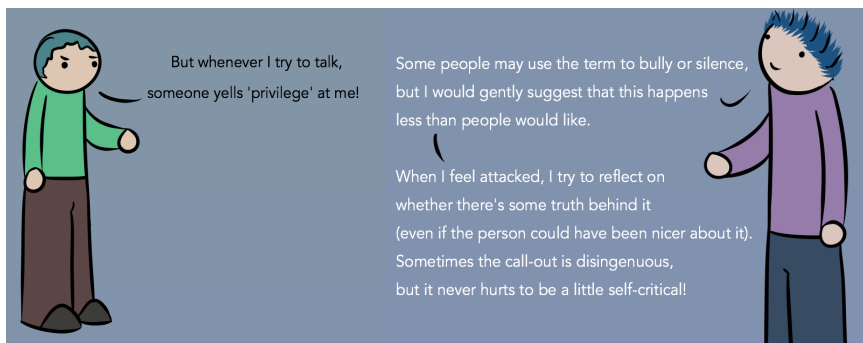 But whenever I try to talk,
someone yells 'privilege' at me!
Some people may use the term to bully or silence,
but I would gently suggest that this happens
less than people would like.
When I feel attacked, I try to reflect on
whether there's some truth behind it
(even if the person could have been nicer about it).
Sometimes the call-out is disingenuous,
but it never hurts to be a little self-critical!